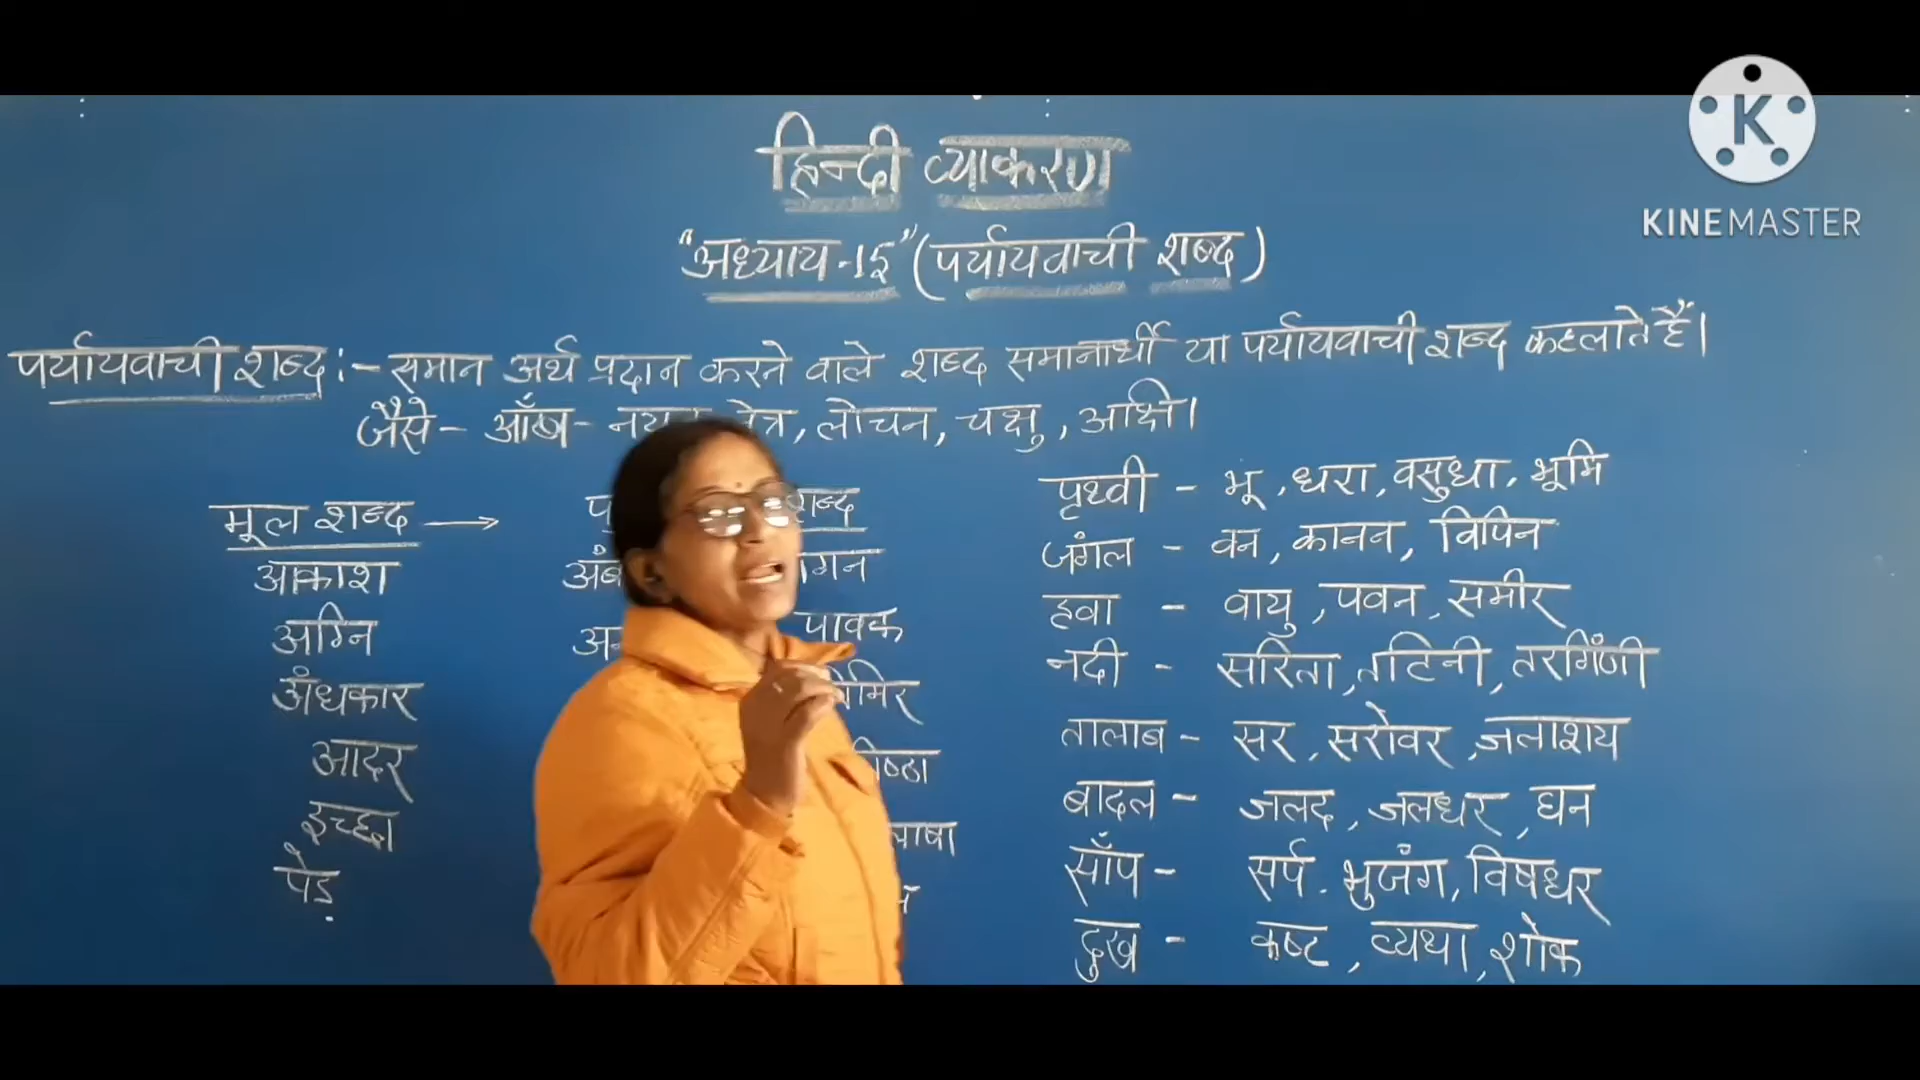 हिन्दी व्याकरण
"अध्याय-15" (पर्यायवाची शब्द)
पर्यायवाची शब्द :- समान अर्थ प्रदान करने वाले शब्द समानार्थी या पर्यायवाची शब्द कहलाते हैं।
जैसे - आँख - नेत्र, लोचन, चक्षु, अक्षि।
मूल शब्द → शब्द
आकाश
अग्नि पावक
अंधकार
आदर
इच्छा
पेड़
पृथ्वी - भू, धरा, वसुधा, भूमि
जंगल - वन, कानन, विपिन
हवा - वायु, पवन, समीर
नदी - सरिता, तटिनी, तरंगिणी
तालाब - सर, सरोवर, जलाशय
बादल - जलद, जलधर, घन
साँप - सर्प, भुजंग, विषधर
दुख - कष्ट, व्यथा, शोक
KINEMASTER